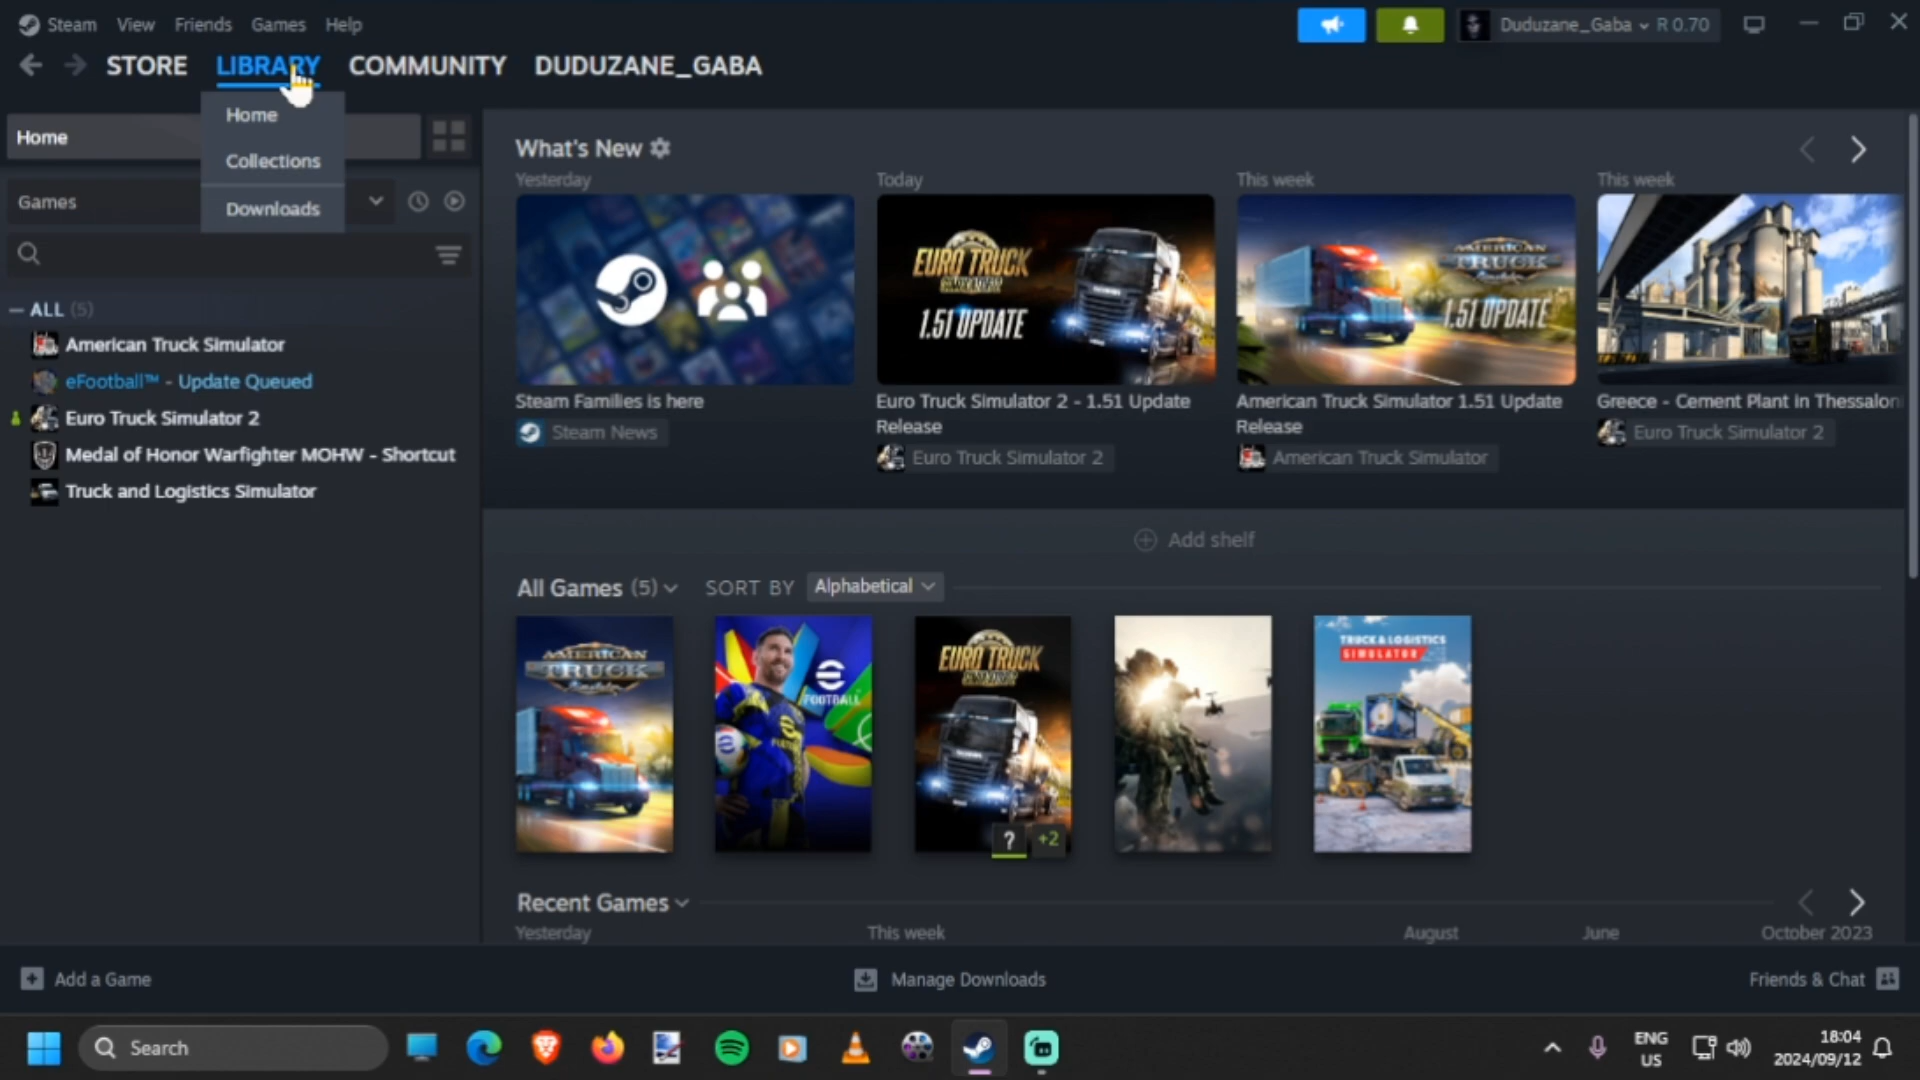 Steam View Friends Games Help
Duduzane_Gaba R 0.70
STORE LIBRARY COMMUNITY DUDUZANE_GABA
Home
Collections
Downloads
Home
Games
ALL (5)
American Truck Simulator
eFootball™ - Update Queued
Euro Truck Simulator 2
Medal of Honor Warfighter MOHW - Shortcut
Truck and Logistics Simulator
What's New
Yesterday
Today
This week
This week
EURO TRUCK
SIMULATOR
1.51 UPDATE
AMERICAN
TRUCK
Simulator
1.51 UPDATE
Steam Families is here
Steam News
Euro Truck Simulator 2 - 1.51 Update
Release
Euro Truck Simulator 2
American Truck Simulator 1.51 Update
Release
American Truck Simulator
Greece - Cement Plant in Thessalon
Euro Truck Simulator 2
Add shelf
All Games (5) SORT BY Alphabetical
AMERICAN
TRUCK
Simulator
FOOTBALL
EURO TRUCK
SIMULATOR
? +2
TRUCK & LOGISTICS
SIMULATOR
Recent Games
Yesterday This week August June October 2023
Add a Game
Manage Downloads
Friends & Chat
Search
ENG
US
18:04
2024/09/12